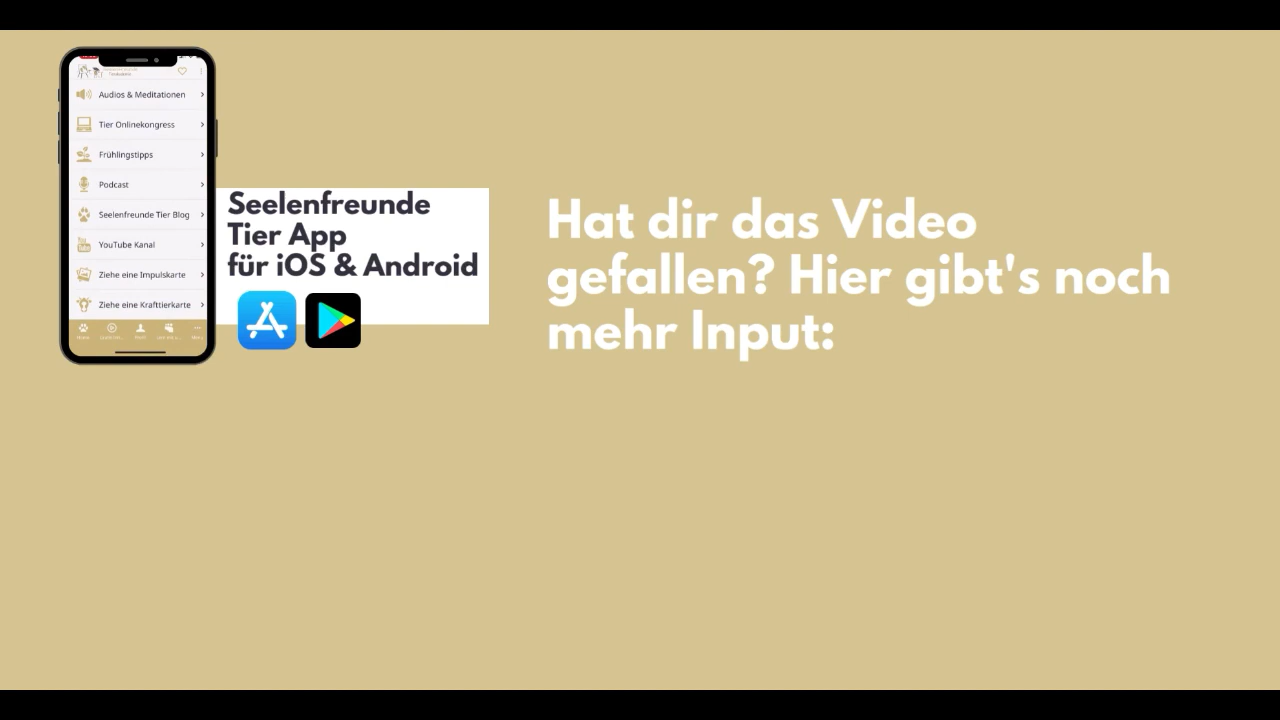 Audios & Meditationen
Tier Onlinekongress
Frühlingstipps
Podcast
Seelenfreunde Tier Blog
YouTube Kanal
Ziehe eine Impulskarte
Ziehe eine Krafttierkarte
Seelenfreunde
Tier App
für iOS & Android
Hat dir das Video
gefallen? Hier gibt's noch
mehr Input: